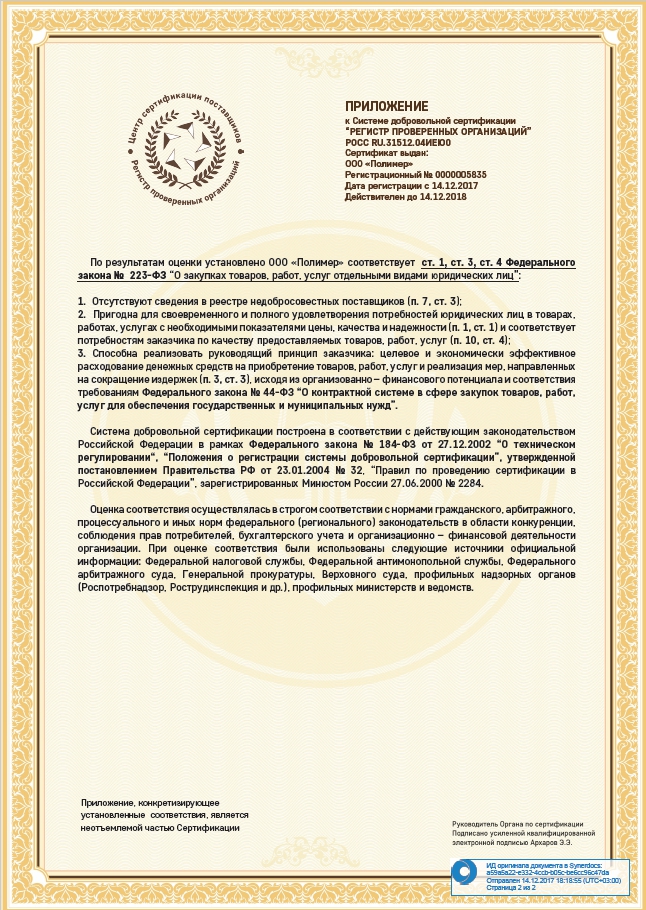 Центр сертификации поставщиков
Регистр проверенных организаций
ПРИЛОЖЕНИЕ
к Системе добровольной сертификации
"РЕГИСТР ПРОВЕРЕННЫХ ОРГАНИЗАЦИЙ"
РОСС RU.31512.04ИЕЮ0
Сертификат выдан:
ООО «Полимер»
Регистрационный № 0000005835
Дата регистрации с 14.12.2017
Действителен до 14.12.2018
По результатам оценки установлено ООО «Полимер» соответствует ст. 1, ст. 3, ст. 4 Федерального
закона № 223-ФЗ "О закупках товаров, работ, услуг отдельными видами юридических лиц":
1. Отсутствуют сведения в реестре недобросовестных поставщиков (п. 7, ст. 3);
2. Пригодна для своевременного и полного удовлетворения потребностей юридических лиц в товарах,
работах, услугах с необходимыми показателями цены, качества и надежности (п. 1, ст. 1) и соответствует
потребностям заказчика по качеству предоставляемых товаров, работ, услуг (п. 10, ст. 4);
3. Способна реализовать руководящий принцип заказчика: целевое и экономически эффективное
расходование денежных средств на приобретение товаров, работ, услуг и реализация мер, направленных
на сокращение издержек (п. 3, ст. 3), исходя из организованно – финансового потенциала и соответствия
требованиям Федерального закона № 44-ФЗ "О контрактной системе в сфере закупок товаров, работ,
услуг для обеспечения государственных и муниципальных нужд".
Система добровольной сертификации построена в соответствии с действующим законодательством
Российской Федерации в рамках Федерального закона № 184-ФЗ от 27.12.2002 "О техническом
регулировании", "Положения о регистрации системы добровольной сертификации", утвержденной
постановлением Правительства РФ от 23.01.2004 № 32, "Правил по проведению сертификации в
Российской Федерации", зарегистрированных Минюстом России 27.06.2000 № 2284.
Оценка соответствия осуществлялась в строгом соответствии с нормами гражданского, арбитражного,
процессуального и иных норм федерального (регионального) законодательств в области конкуренции,
соблюдения прав потребителей, бухгалтерского учета и организационно – финансовой деятельности
организации. При оценке соответствия были использованы следующие источники официальной
информации: Федеральной налоговой службы, Федеральной антимонопольной службы, Федерального
арбитражного суда, Генеральной прокуратуры, Верховного суда, профильных надзорных органов
(Роспотребнадзор, Рострудинспекция и др.), профильных министерств и ведомств.
Приложение, конкретизирующее
установленные соответствия, является
неотъемлемой частью Сертификации
Руководитель Органа по сертификации
Подписано усиленной квалифицированной
электронной подписью Архаров Э.Э.
ИД оригинала документа в Synerdocs:
a59a5a22-e332-4ccb-b05c-be6cc96c47da
Отправлен 14.12.2017 18:18:55 (UTC+03:00)
Страница 2 из 2